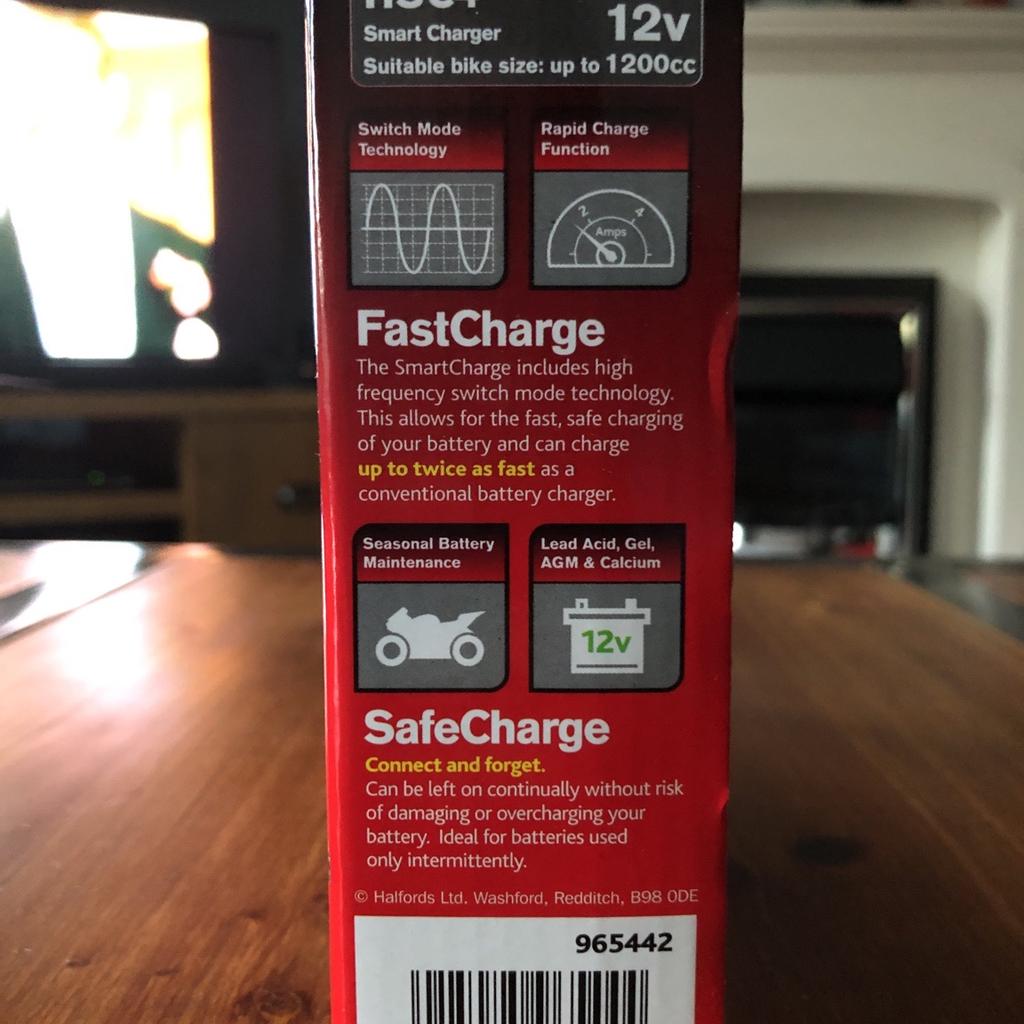 12v
Smart Charger
Suitable bike size: up to 1200cc
Switch Mode
Technology
Rapid Charge
Function
2 4
Amps
FastCharge
The SmartCharge includes high
frequency switch mode technology.
This allows for the fast, safe charging
of your battery and can charge
up to twice as fast as a
conventional battery charger.
Seasonal Battery
Maintenance
Lead Acid, Gel,
AGM & Calcium
12v
SafeCharge
Connect and forget.
Can be left on continually without risk
of damaging or overcharging your
battery. Ideal for batteries used
only intermittently.
© Halfords Ltd. Washford, Redditch, B98 0DE
965442